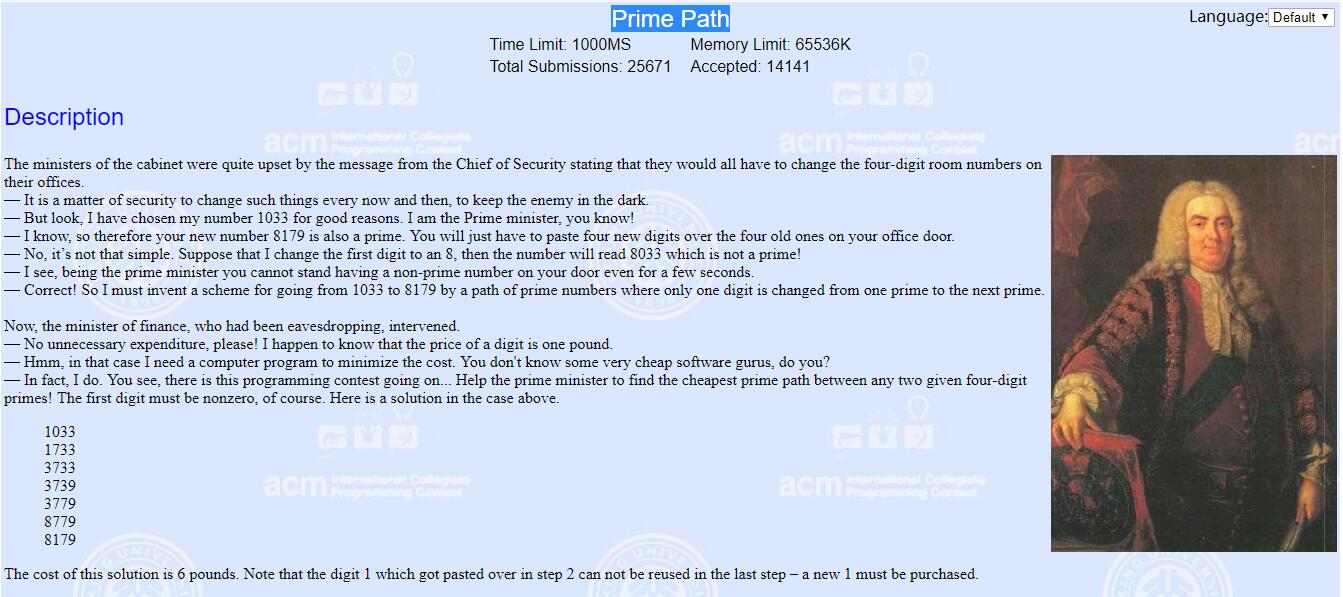 Prime Path
Language: Default
Time Limit: 1000MS Memory Limit: 65536K
Total Submissions: 25671 Accepted: 14141
Description
The ministers of the cabinet were quite upset by the message from the Chief of Security stating that they would all have to change the four-digit room numbers on
their offices.
— It is a matter of security to change such things every now and then, to keep the enemy in the dark.
— But look, I have chosen my number 1033 for good reasons. I am the Prime minister, you know!
— I know, so therefore your new number 8179 is also a prime. You will just have to paste four new digits over the four old ones on your office door.
— No, it’s not that simple. Suppose that I change the first digit to an 8, then the number will read 8033 which is not a prime!
— I see, being the prime minister you cannot stand having a non-prime number on your door even for a few seconds.
— Correct! So I must invent a scheme for going from 1033 to 8179 by a path of prime numbers where only one digit is changed from one prime to the next prime.
Now, the minister of finance, who had been eavesdropping, intervened.
— No unnecessary expenditure, please! I happen to know that the price of a digit is one pound.
— Hmm, in that case I need a computer program to minimize the cost. You don't know some very cheap software gurus, do you?
— In fact, I do. You see, there is this programming contest going on... Help the prime minister to find the cheapest prime path between any two given four-digit
primes! The first digit must be nonzero, of course. Here is a solution in the case above.
1033
1733
3733
3739
3779
8779
8179
The cost of this solution is 6 pounds. Note that the digit 1 which got pasted over in step 2 can not be reused in the last step – a new 1 must be purchased.
acm International Collegiate
Programming Contest
acm International Collegiate
Programming Contest
acm International Collegiate
Programming Contest
acm International Collegiate
Programming Contest